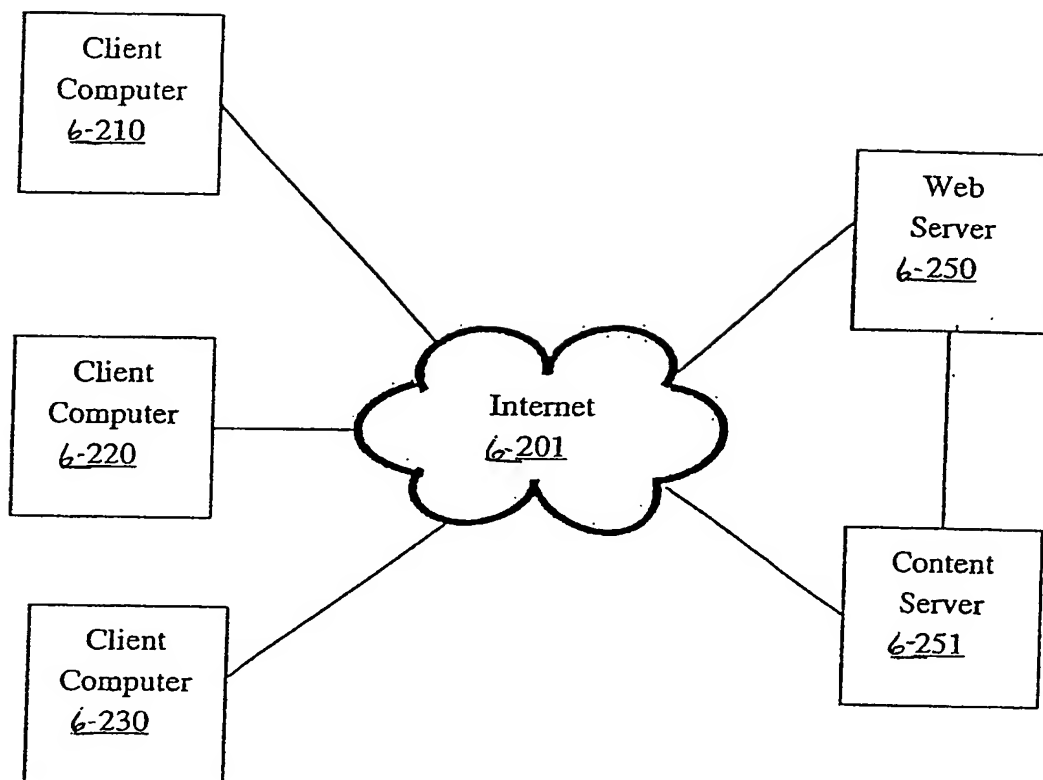 Client
Computer
6-210
Client
Computer
6-220
Client
Computer
6-230
Internet
6-201
Web
Server
6-250
Content
Server
6-251